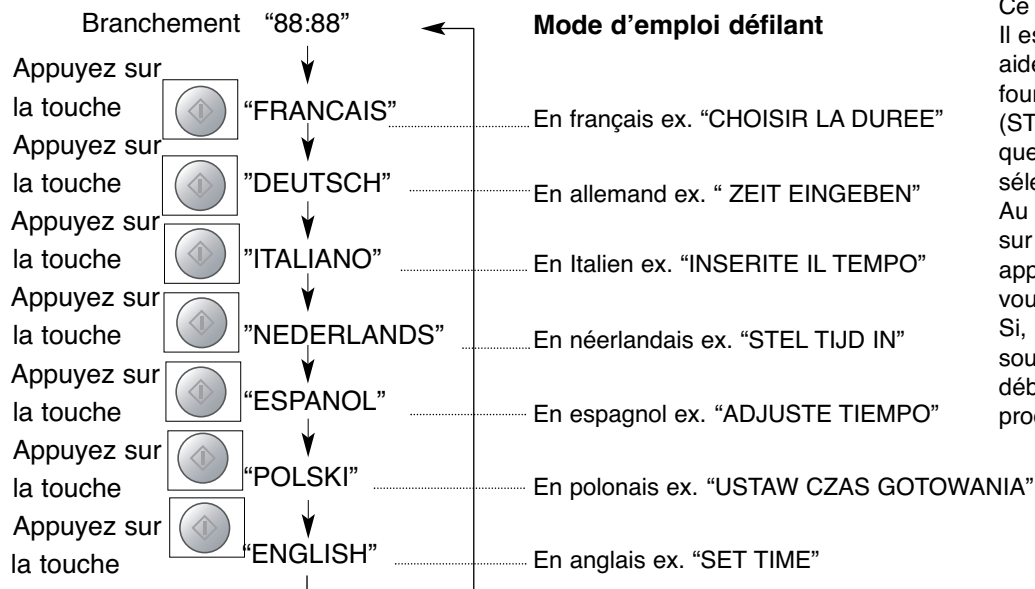 Branchement “88:88”
Mode d’emploi défilant
Appuyez sur
la touche “FRANCAIS” En français ex. “CHOISIR LA DUREE”
Appuyez sur
la touche "DEUTSCH” En allemand ex. “ ZEIT EINGEBEN”
Appuyez sur
la touche "ITALIANO” En Italien ex. “INSERITE IL TEMPO”
Appuyez sur
la touche "NEDERLANDS” En néerlandais ex. “STEL TIJD IN”
Appuyez sur
la touche “ESPANOL” En espagnol ex. “ADJUSTE TIEMPO”
Appuyez sur
la touche “POLSKI” En polonais ex. “USTAW CZAS GOTOWANIA”
Appuyez sur
la touche “ENGLISH” En anglais ex. “SET TIME”
Ce
Il es
aide
four
(ST
que
séle
Au
sur
app
vou
Si,
sou
déb
pro